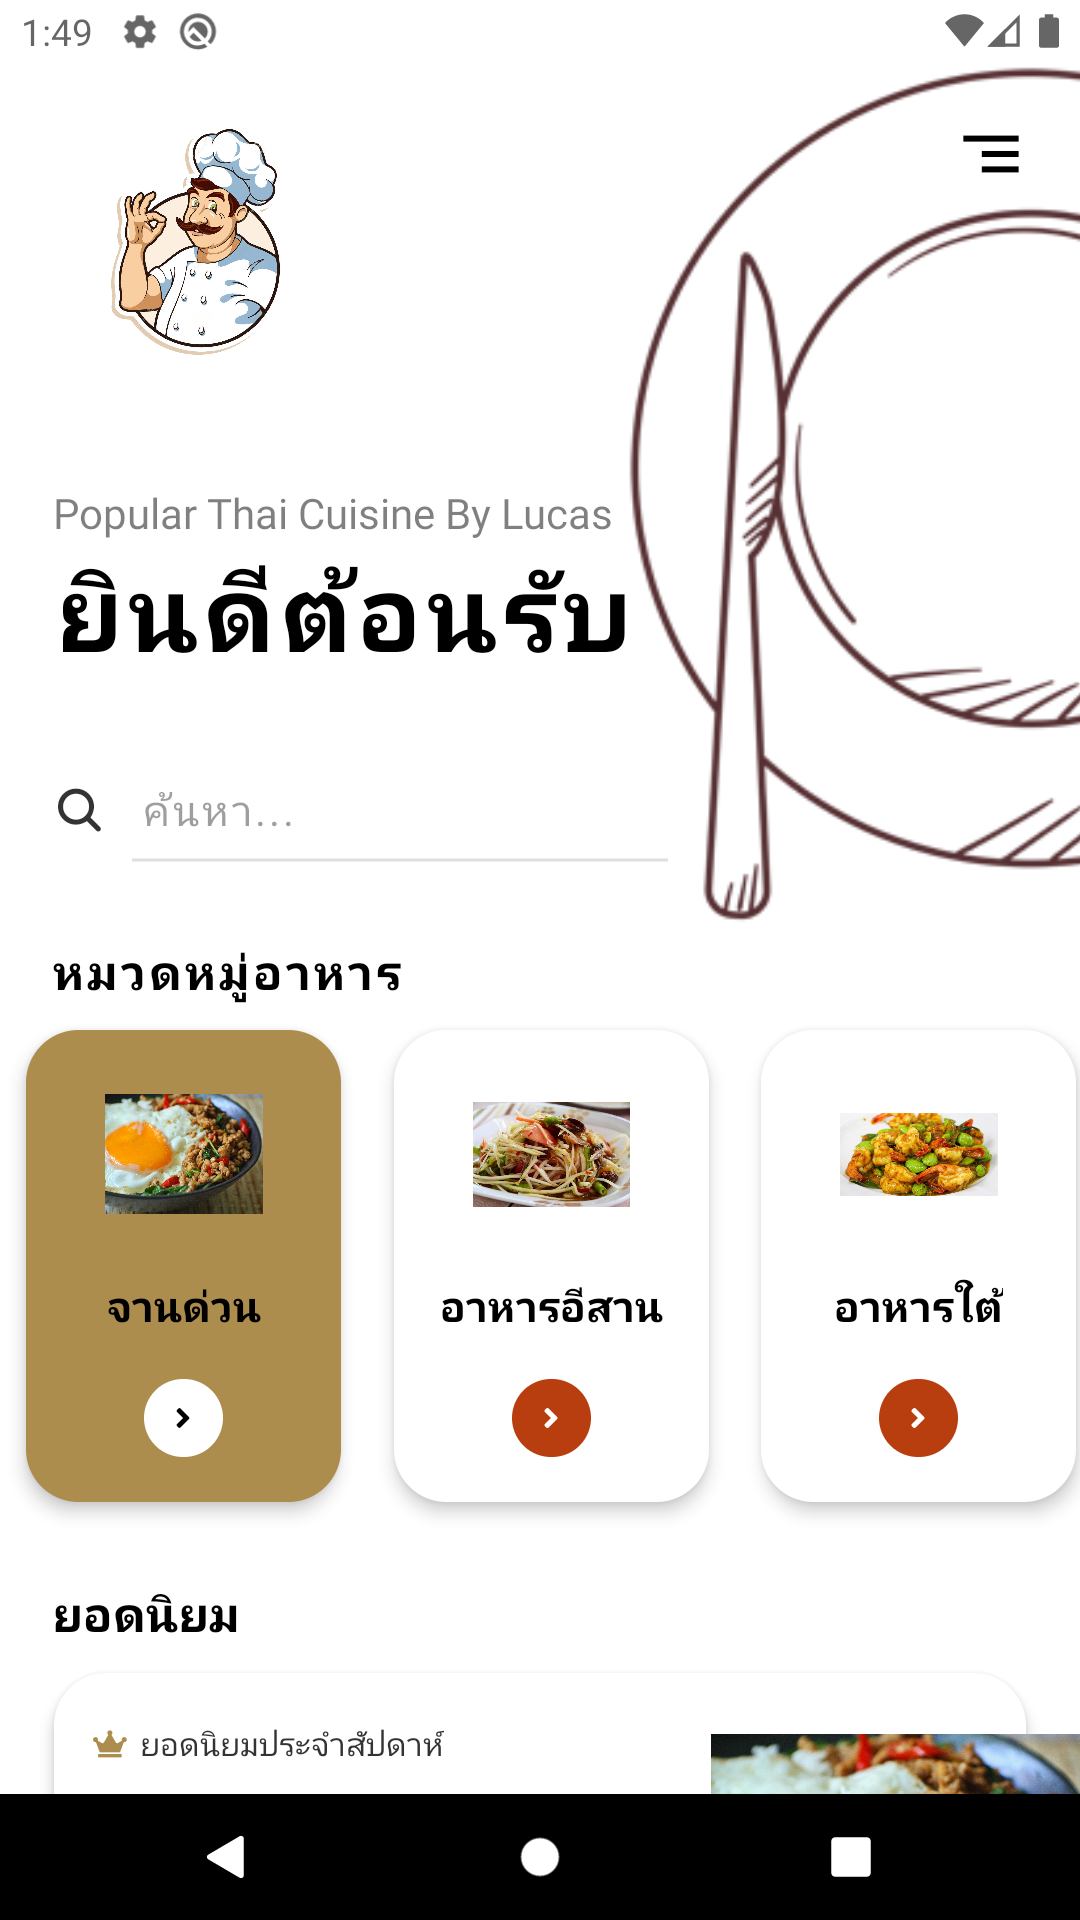 1:49
Popular Thai Cuisine By Lucas
ยินดีต้อนรับ
ค้นหา...
หมวดหมู่อาหาร
จานด่วน
อาหารอีสาน
อาหารใต้
ยอดนิยม
ยอดนิยมประจำสัปดาห์